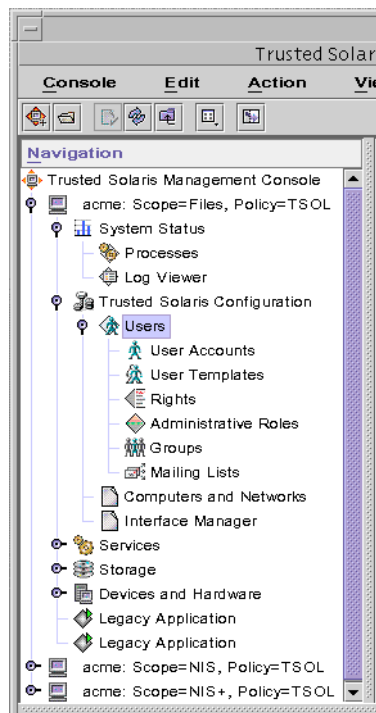 Trusted Solar
Console Edit Action Vie
Navigation
Trusted Solaris Management Console
acme: Scope=Files, Policy=TSOL
System Status
Processes
Log Viewer
Trusted Solaris Configuration
Users
User Accounts
User Templates
Rights
Administrative Roles
Groups
Mailing Lists
Computers and Networks
Interface Manager
Services
Storage
Devices and Hardware
Legacy Application
Legacy Application
acme: Scope=NIS, Policy=TSOL
acme: Scope=NIS+, Policy=TSOL